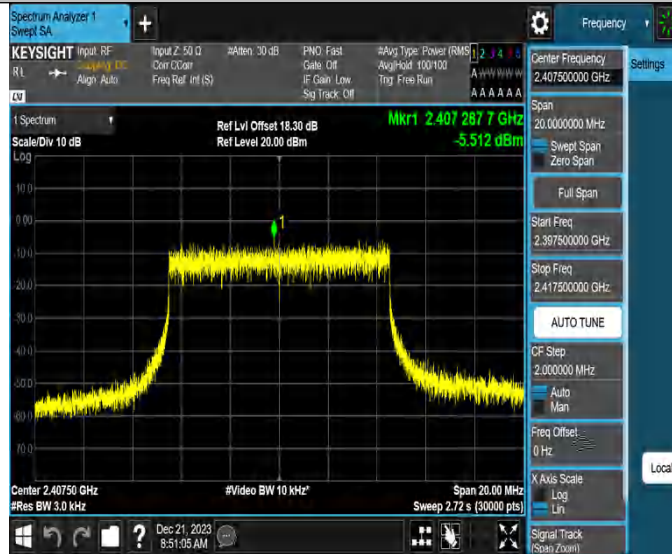 Spectrum Analyzer 1
Swept SA
+
Frequency
KEYSIGHT
RL
Input: RF
Coupling: DC
Align: Auto
Input Z: 50 Ω
Corr CCorr
Freq Ref: Int (S)
#Atten: 30 dB
PNO: Fast
Gate: Off
IF Gain: Low
Sig Track: Off
#Avg Type: Power (RMS
Avg|Hold: 100/100
Trig: Free Run
1 2 3 4 5 6
A W W W W W
A A A A A A
1 Spectrum
Scale/Div 10 dB
Ref Lvl Offset 18.30 dB
Ref Level 20.00 dBm
Mkr1 2.407 287 7 GHz
-5.512 dBm
Log
10.0
0.00
-10.0
-20.0
-30.0
-40.0
-50.0
-60.0
-70.0
1
Center 2.40750 GHz
#Res BW 3.0 kHz
#Video BW 10 kHz*
Span 20.00 MHz
Sweep 2.72 s (30000 pts)
?
Dec 21, 2023
8:51:05 AM
Center Frequency
2.407500000 GHz
Settings
Span
20.0000000 MHz
Swept Span
Zero Span
Full Span
Start Freq
2.397500000 GHz
Stop Freq
2.417500000 GHz
AUTO TUNE
CF Step
2.000000 MHz
Auto
Man
Freq Offset
0 Hz
X Axis Scale
Log
Lin
Local
Signal Track
(Span Zoom)